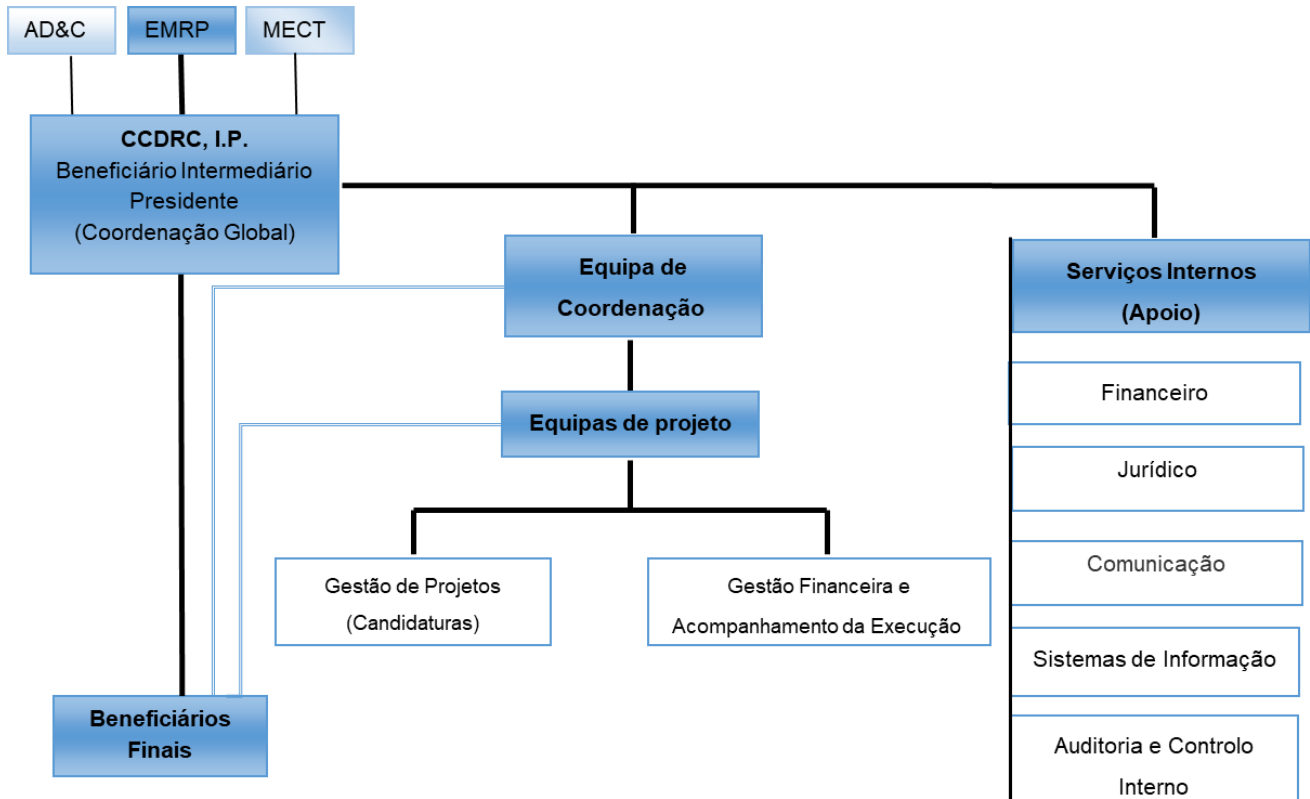 AD&C
EMRP
MECT
CCDRC, I.P.
Beneficiário Intermediário
Presidente
(Coordenação Global)
Equipa de
Coordenação
Serviços Internos
(Apoio)
Financeiro
Equipas de projeto
Jurídico
Comunicação
Gestão de Projetos
(Candidaturas)
Gestão Financeira e
Acompanhamento da Execução
Sistemas de Informação
Beneficiários
Finais
Auditoria e Controlo
Interno